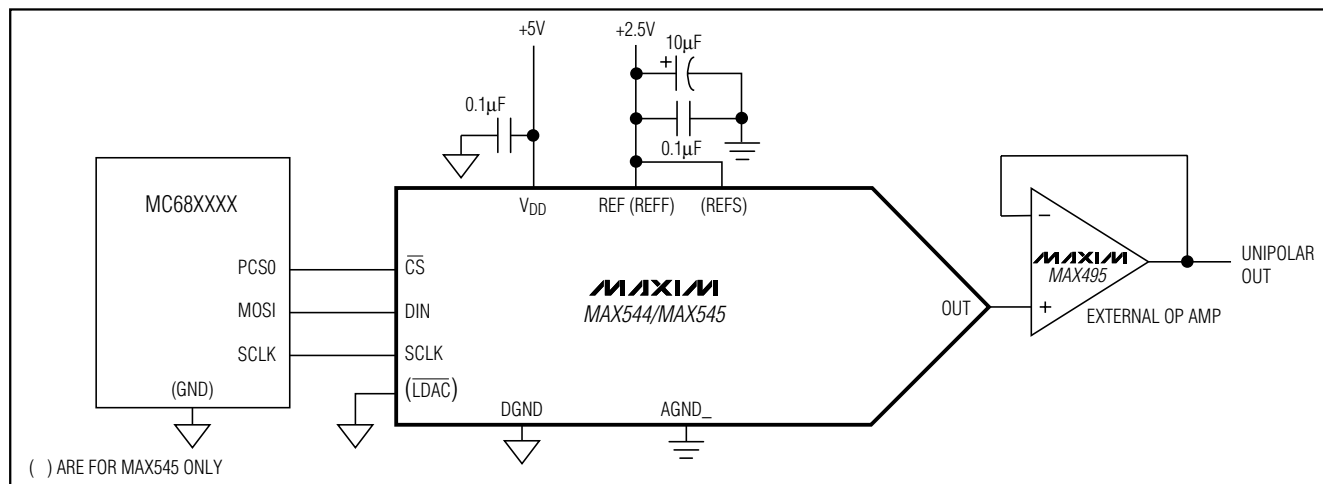 +5V
+2.5V
10μF
+
0.1μF
0.1μF
MC68XXXX
VDD
REF (REFF)
(REFS)
PCS0
CS
MOSI
DIN
SCLK
SCLK
(LDAC)
(GND)
MAXIM
MAX544/MAX545
DGND
AGND_
OUT
−
+
MAXIM
MAX495
UNIPOLAR
OUT
EXTERNAL OP AMP
( ) ARE FOR MAX545 ONLY